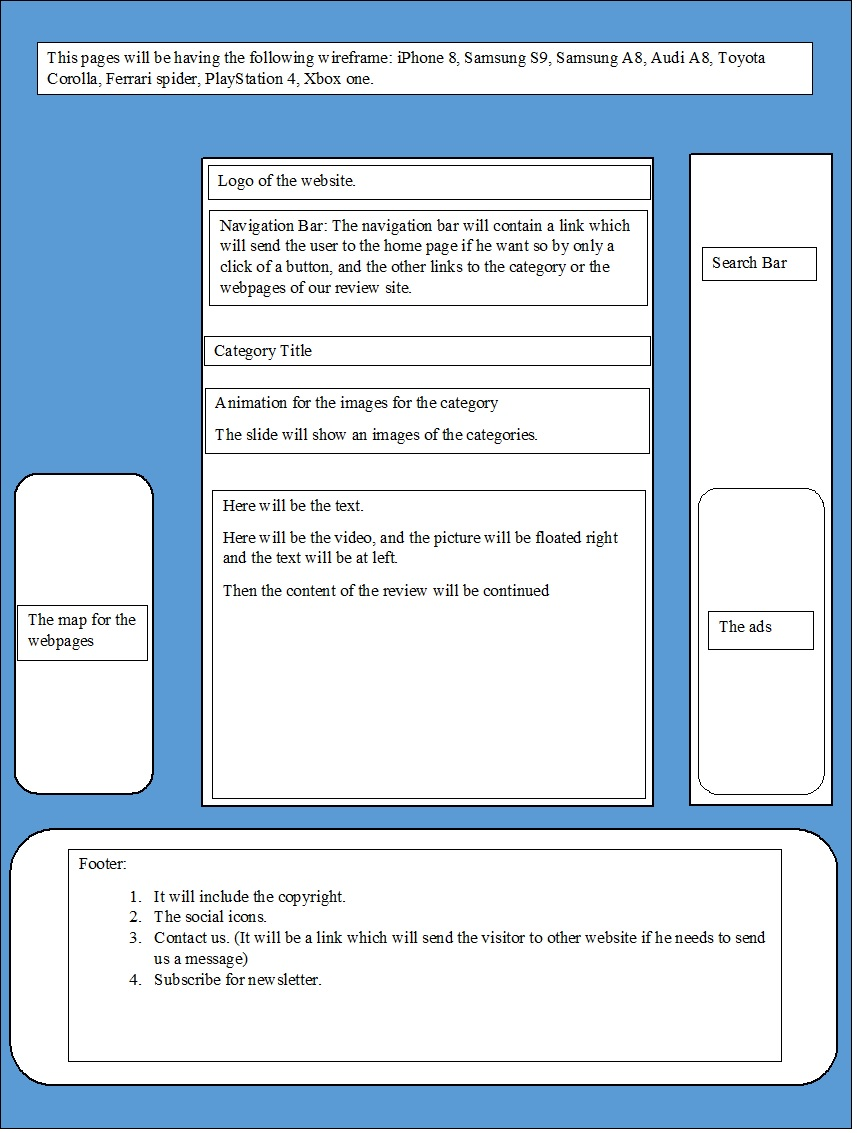 This pages will be having the following wireframe: iPhone 8, Samsung S9, Samsung A8, Audi A8, Toyota
Corolla, Ferrari spider, PlayStation 4, Xbox one.
Logo of the website.
Navigation Bar: The navigation bar will contain a link which
will send the user to the home page if he want so by only a
click of a button, and the other links to the category or the
webpages of our review site.
Search Bar
Category Title
Animation for the images for the category
The slide will show an images of the categories.
Here will be the text.
Here will be the video, and the picture will be floated right
and the text will be at left.
Then the content of the review will be continued
The map for the
webpages
The ads
Footer:
1. It will include the copyright.
2. The social icons.
3. Contact us. (It will be a link which will send the visitor to other website if he needs to send
us a message)
4. Subscribe for newsletter.